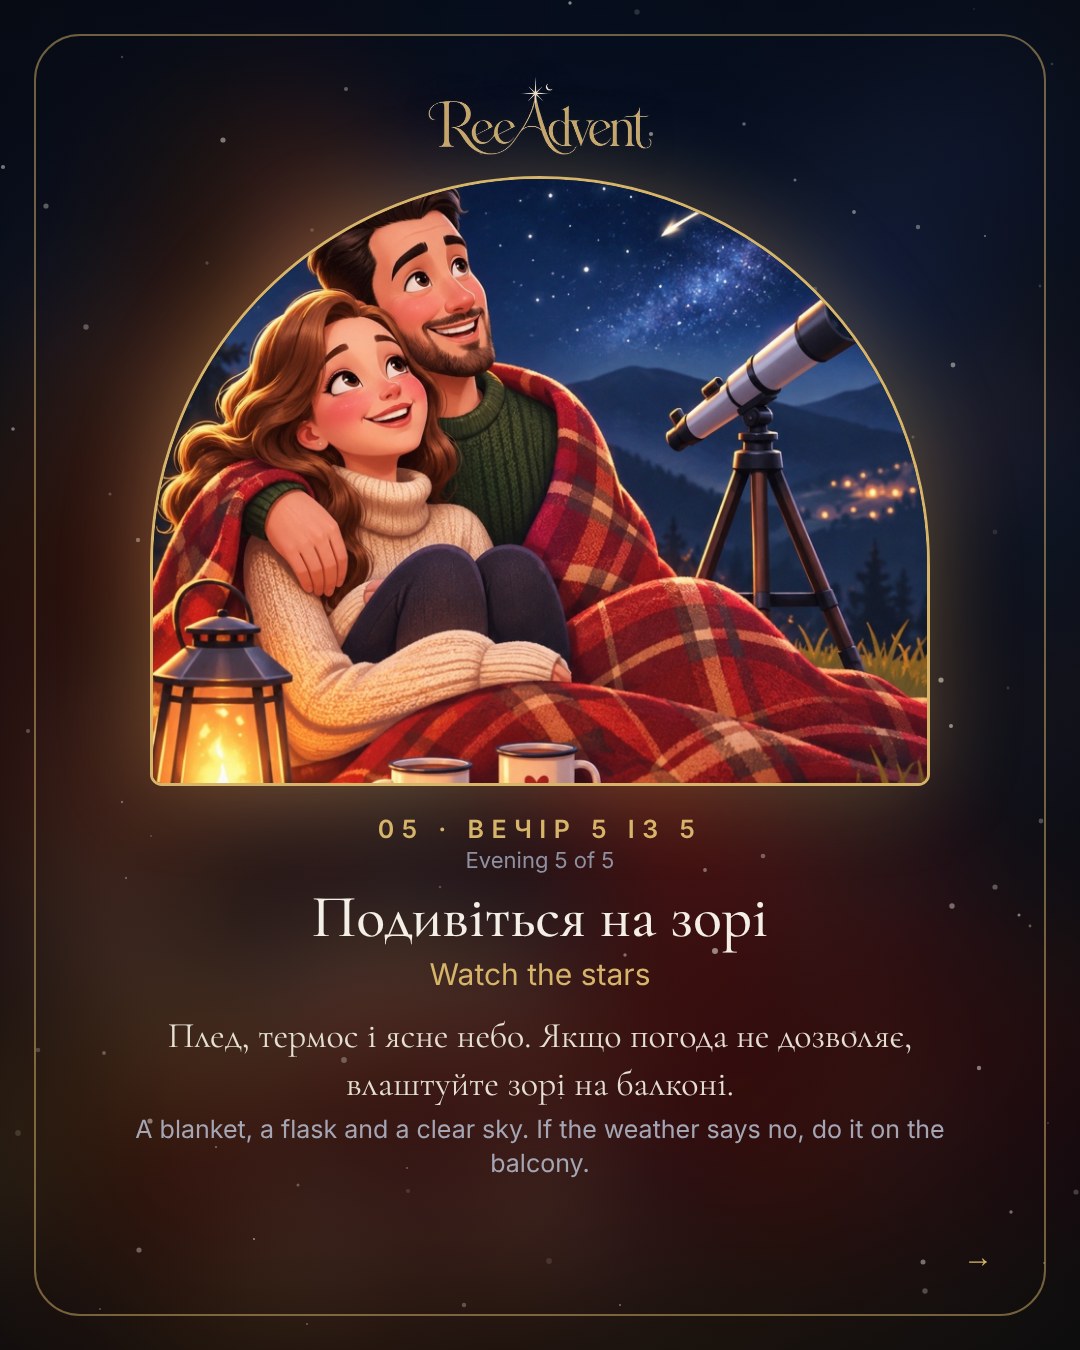 ReeAdvent
05 · ВЕЧІР 5 ІЗ 5
Evening 5 of 5
Подивіться на зорі
Watch the stars
Плед, термос і ясне небо. Якщо погода не дозволяє,
влаштуйте зорі на балконі.
A blanket, a flask and a clear sky. If the weather says no, do it on the
balcony.
→